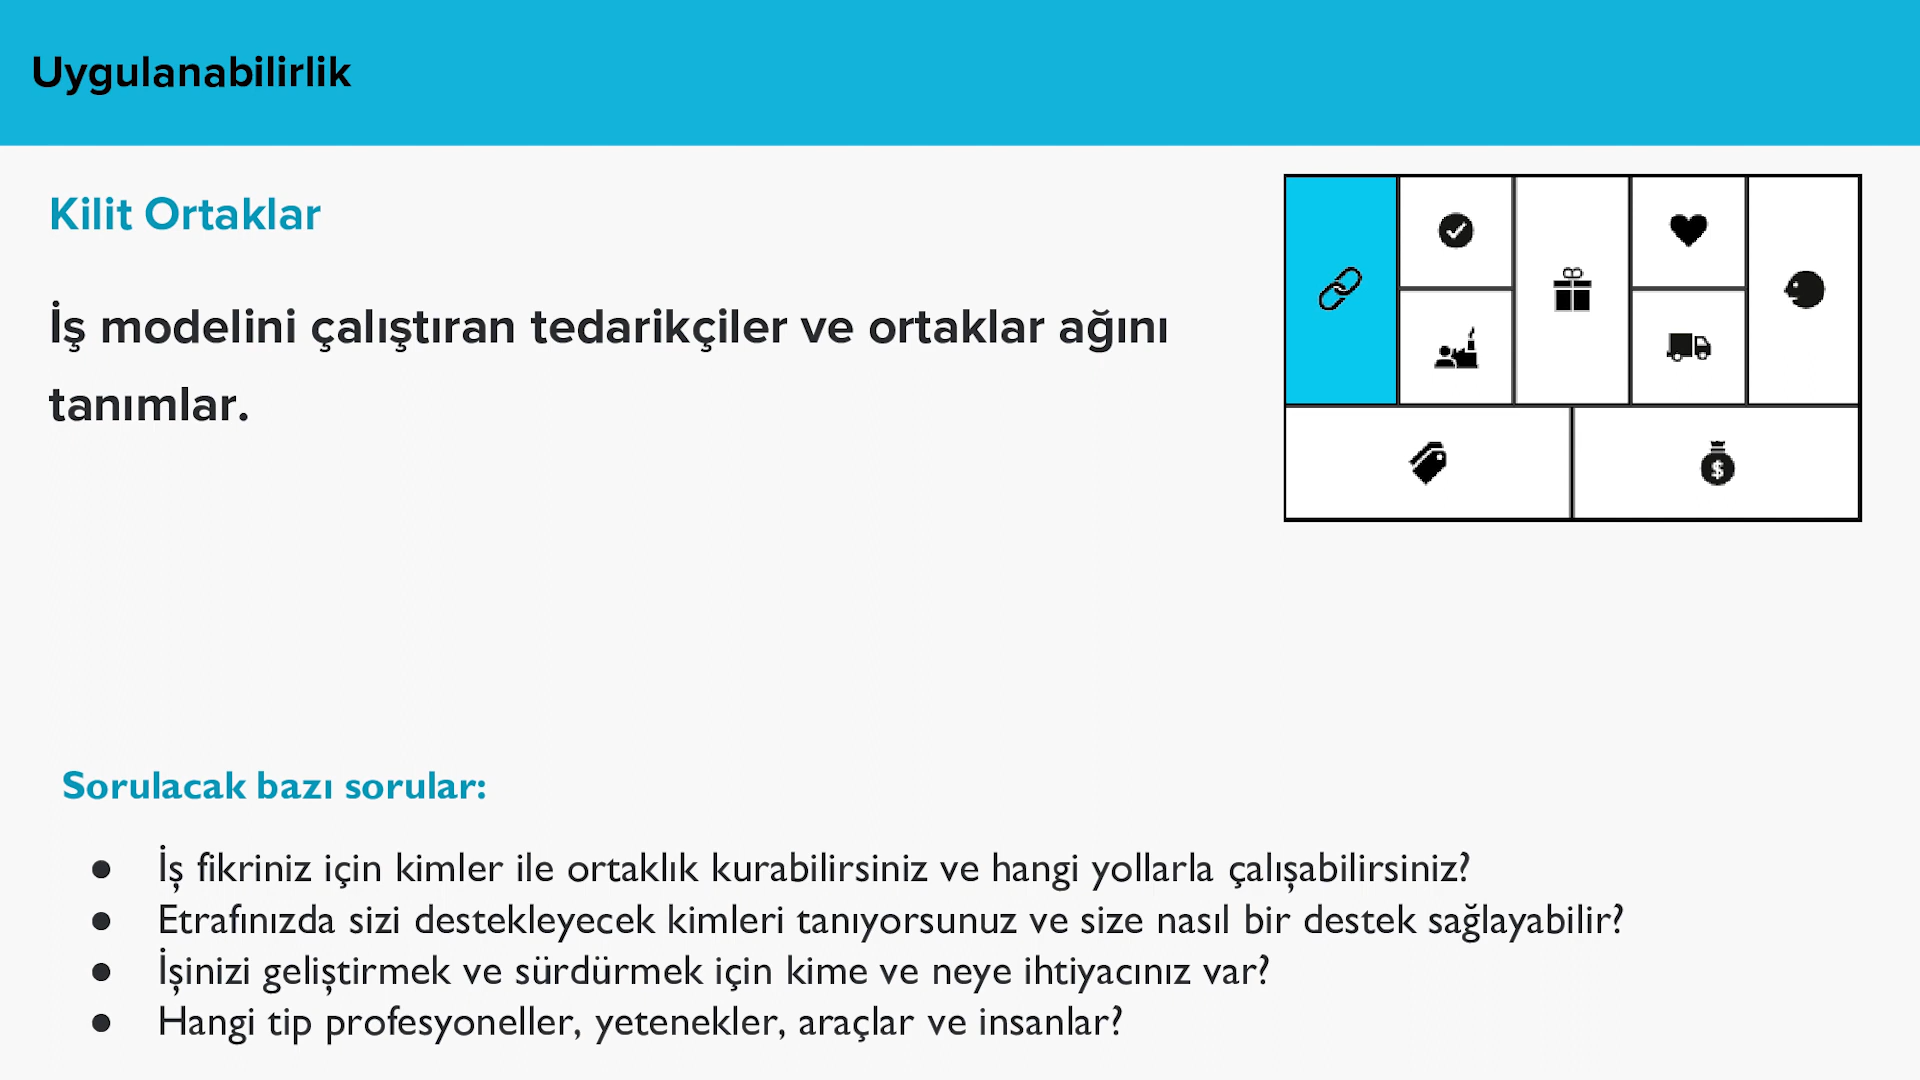 Uygulanabilirlik
Kilit Ortaklar
İş modelini çalıştıran tedarikçiler ve ortaklar ağını
tanımlar.
$
Sorulacak bazı sorular:
● İş fikriniz için kimler ile ortaklık kurabilirsiniz ve hangi yollarla çalışabilirsiniz?
● Etrafınızda sizi destekleyecek kimleri tanıyorsunuz ve size nasıl bir destek sağlayabilir?
● İşinizi geliştirmek ve sürdürmek için kime ve neye ihtiyacınız var?
● Hangi tip profesyoneller, yetenekler, araçlar ve insanlar?